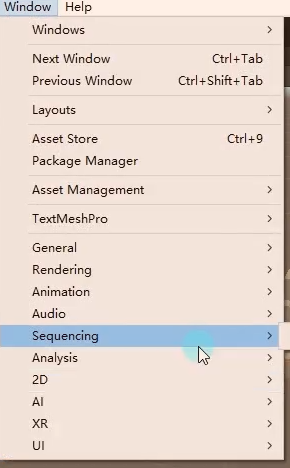 Window Help
Windows
Next Window Ctrl+Tab
Previous Window Ctrl+Shift+Tab
Layouts
Asset Store Ctrl+9
Package Manager
Asset Management
TextMeshPro
General
Rendering
Animation
Audio
Sequencing
Analysis
2D
AI
XR
UI